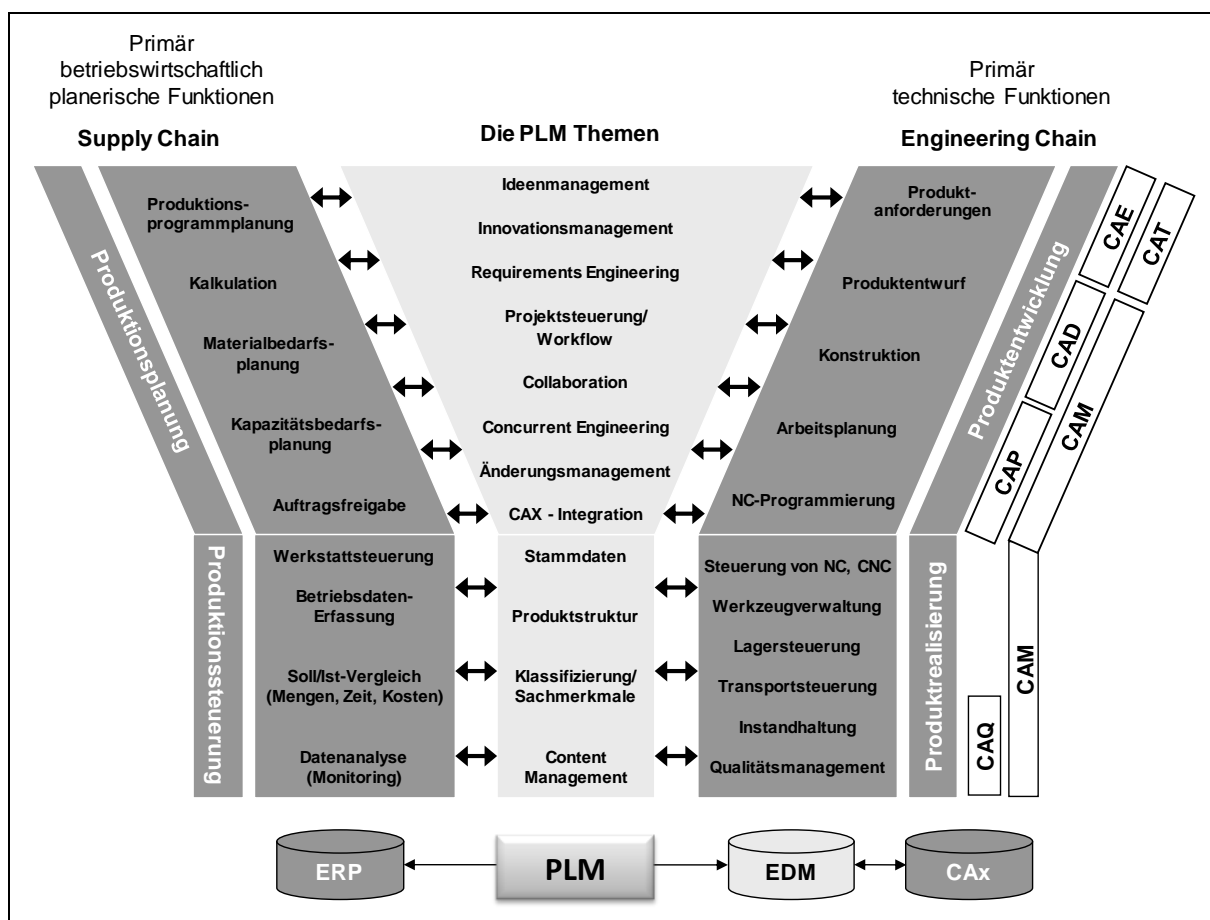 Primär
betriebswirtschaftlich
planerische Funktionen
Supply Chain
Die PLM Themen
Primär
technische Funktionen
Engineering Chain
Produktionsplanung
Produktions-
programmplanung
Kalkulation
Materialbedarfs-
planung
Kapazitätsbedarfs-
planung
Auftragsfreigabe
Produktionssteuerung
Werkstattsteuerung
Betriebsdaten-
Erfassung
Soll/Ist-Vergleich
(Mengen, Zeit, Kosten)
Datenanalyse
(Monitoring)
Ideenmanagement
Innovationsmanagement
Requirements Engineering
Projektsteuerung/
Workflow
Collaboration
Concurrent Engineering
Änderungsmanagement
CAX - Integration
Stammdaten
Produktstruktur
Klassifizierung/
Sachmerkmale
Content
Management
Produkt-
anforderungen
Produktentwurf
Konstruktion
Arbeitsplanung
NC-Programmierung
Steuerung von NC, CNC
Werkzeugverwaltung
Lagersteuerung
Transportsteuerung
Instandhaltung
Qualitätsmanagement
Produktentwicklung
Produktrealisierung
CAE
CAT
CAD
CAM
CAP
CAQ
CAM
ERP
PLM
EDM
CAx